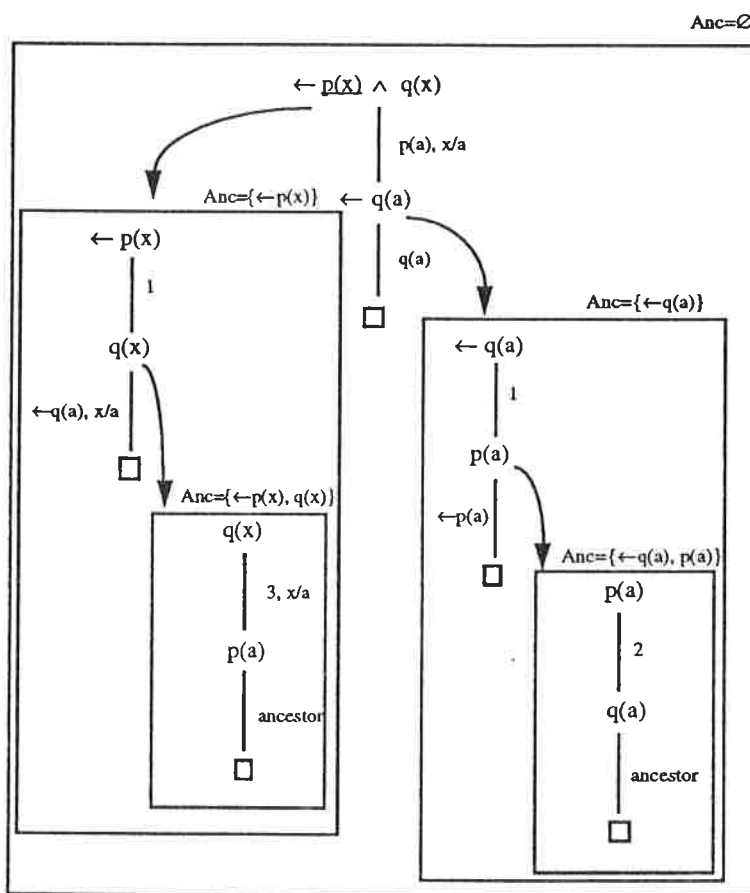 Anc=∅
← p(x) ∧ q(x)
p(a), x/a
Anc={←p(x)}
← q(a)
← p(x)
q(a)
1
Anc={←q(a)}
q(x)
← q(a)
←q(a), x/a
1
p(a)
Anc={←p(x), q(x)}
←p(a)
q(x)
Anc={←q(a), p(a)}
3, x/a
p(a)
p(a)
2
q(a)
ancestor
ancestor